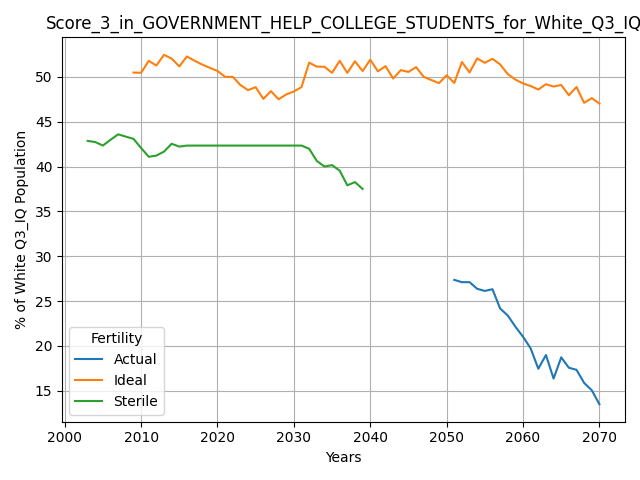 Score_3_in_GOVERNMENT_HELP_COLLEGE_STUDENTS_for_White_Q3_IQ
% of White Q3_IQ Population
50
45
40
35
30
25
20
15
Fertility
Actual
Ideal
Sterile
2000 2010 2020 2030 2040 2050 2060 2070
Years